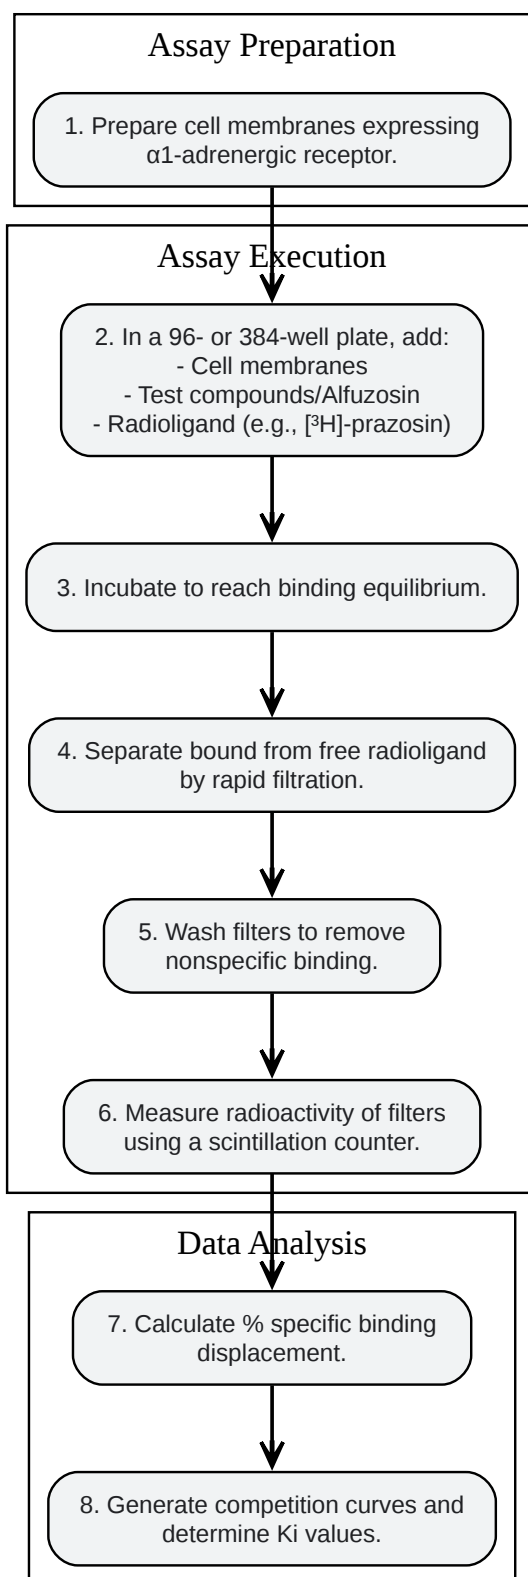 Assay Preparation
1. Prepare cell membranes expressing
α1-adrenergic receptor.
Assay Execution
2. In a 96- or 384-well plate, add:
- Cell membranes
- Test compounds/Alfuzosin
- Radioligand (e.g., [³H]-prazosin)
3. Incubate to reach binding equilibrium.
4. Separate bound from free radioligand
by rapid filtration.
5. Wash filters to remove
nonspecific binding.
6. Measure radioactivity of filters
using a scintillation counter.
Data Analysis
7. Calculate % specific binding
displacement.
8. Generate competition curves and
determine Ki values.